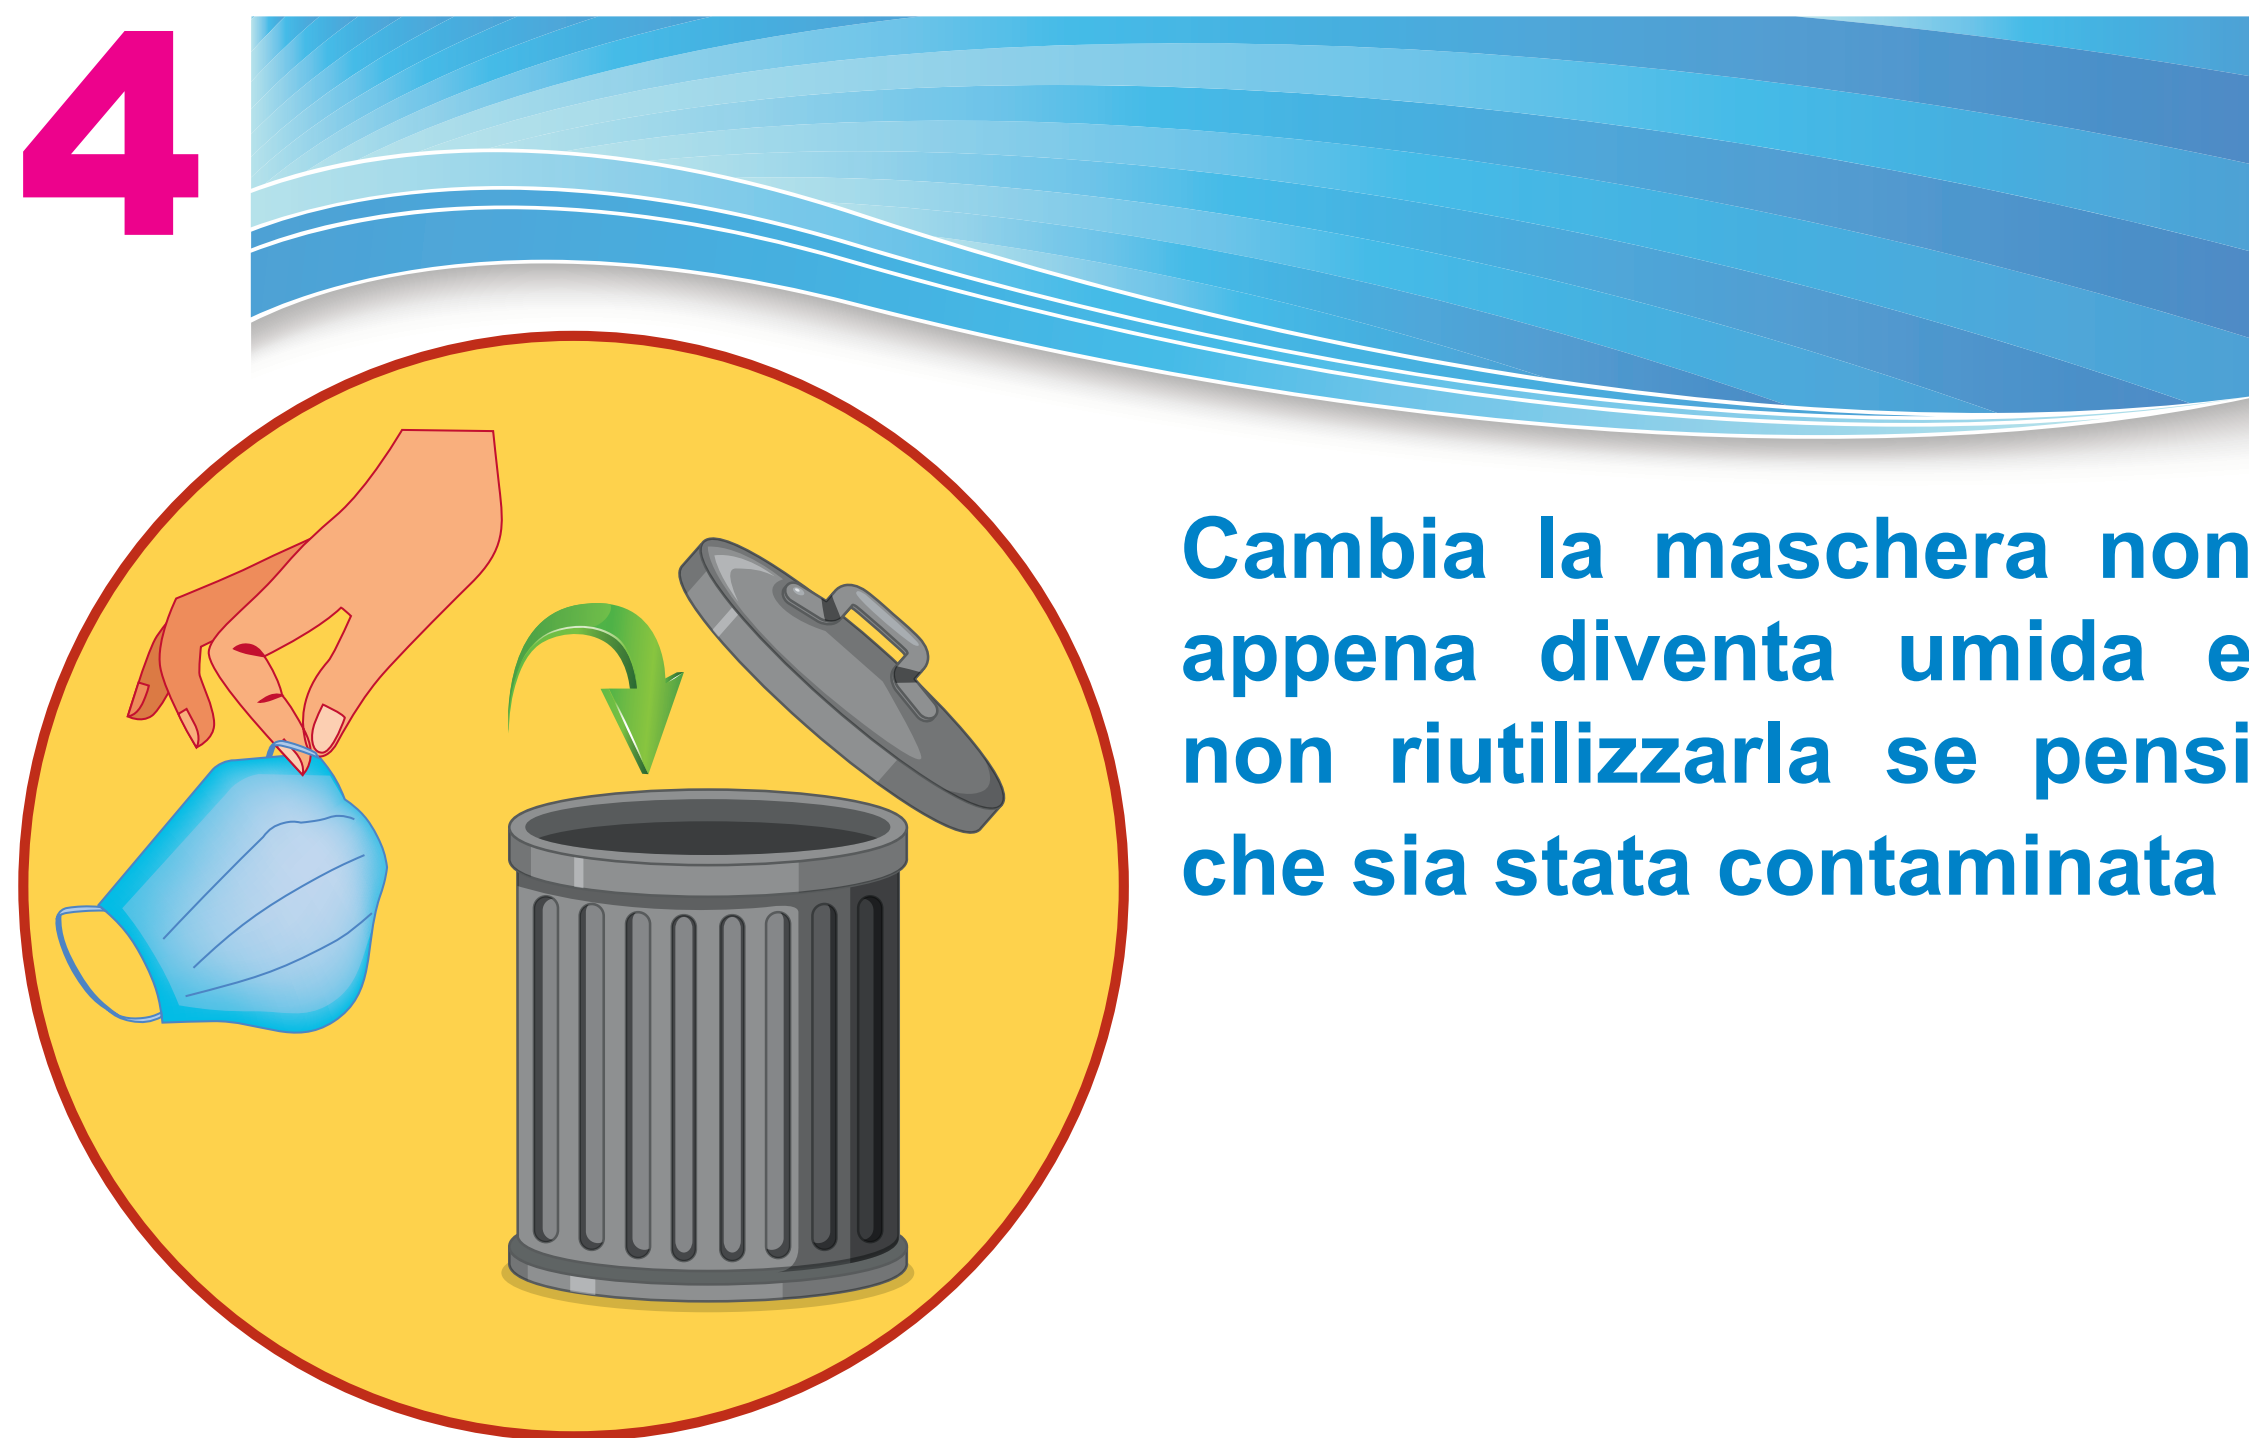 4
Cambia la maschera non
appena diventa umida e
non riutilizzarla se pensi
che sia stata contaminata